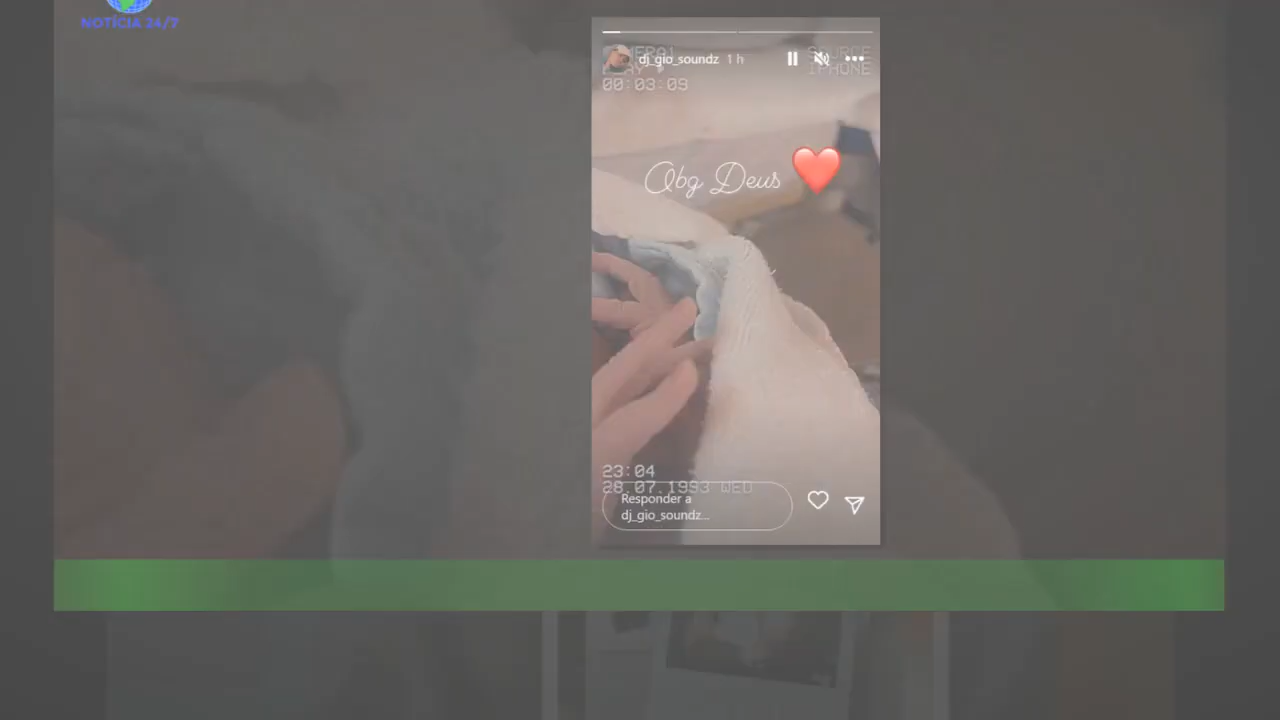 NOTÍCIA 24/7
dj_gio_soundz 1 h
SOURCE
IPHONE
00:03:09
Obg Deus
23:04
28.07.1993 WED
Responder a
dj_gio_soundz...